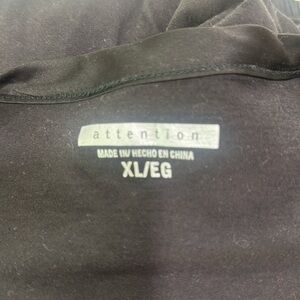 attention
MADE IN/ HECHO EN CHINA
XL/EG